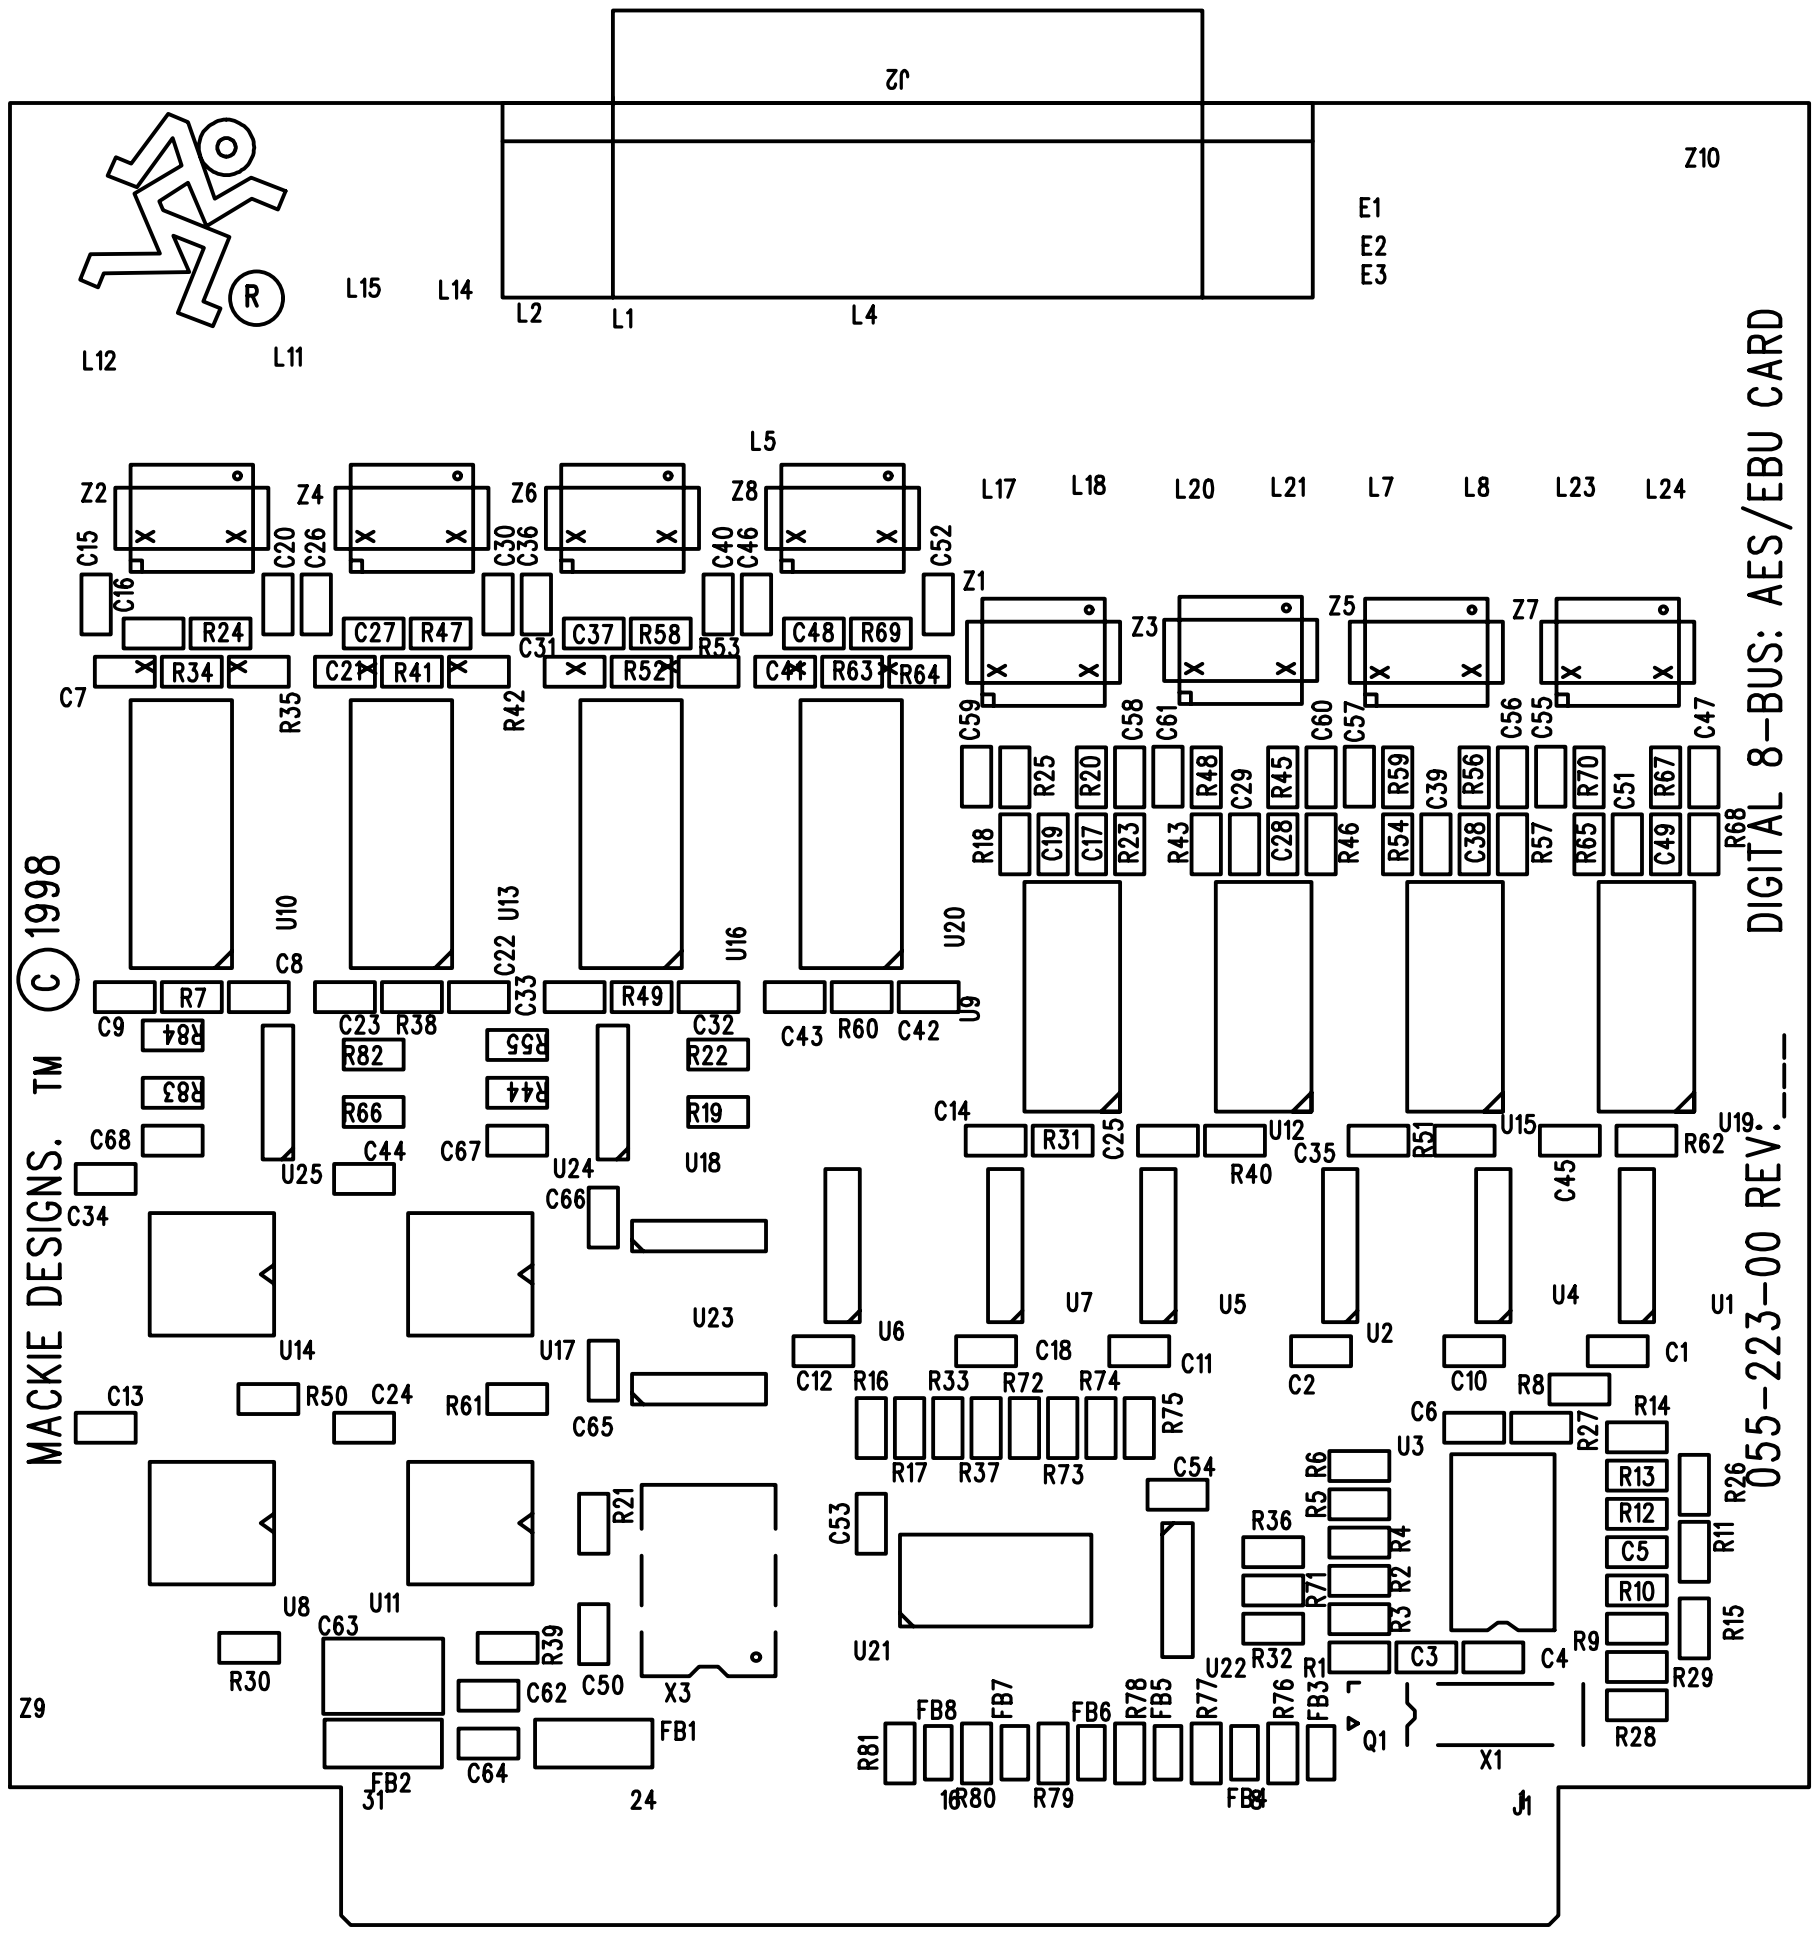 J2
Z10
E1
E2
E3
R
L15 L14 L2 L1 L4
L12 L11
L5
Z2 Z4 Z6 Z8
L17 L18 L20 L21 L7 L8 L23 L24
C15 C20 C26 C30 C36 C40 C46 C52
C16
Z1 Z3 Z5 Z7
R24 C27 R47 C37 R58 C48 R69
C31 R53
R34 C21 R41 R52 C41 R63 R64
C7 R35 R42
C59 C58 C61 C60 C57 C56 C55 C47
R25 R20 R48 C29 R45 R59 C39 R56 R70 C51 R67
R18 C19 C17 R23 R43 C28 R46 R54 C38 R57 R65 C49 R68
U10 U13 U16 U20
C8 C22 C33 U9
R7 R49
C9 C23 R38 C32 C43 R60 C42
R84 R82 R55 R22
R83 R66 R44 R19
C14 R31 C25 U12 C35 R51 U15 C45 U19 R62
C68 C44 C67 U24 U18 R40
U25 C66
C34
U23 U7 U5 U4 U1
U14 U17 U6 C18 C11 U2 C1
C12 C2 C10 R8
C13 R50 C24 R61 C65
R16 R33 R72 R74 R75
R17 R37 R73
C6 R27 R14
U3 R6 R13 R26
C54
R21 C53 R36 R5 R12
R4 C5 R11
R71 R2 R10
R3 R9 R15
U8 U11 C63
R30 R39 C50 X3 U21 U22 R32 R1 C3 C4 R29
C62
Z9
FB8 FB7 FB6 R78 FB5 R77 R76 FB3
FB1 R81 Q1 X1 R28
C64
FB2 R80 R79 FB4
31 24 16 8 1
J1
MACKIE DESIGNS. TM C 1998
DIGITAL 8-BUS: AES/EBU CARD
055-223-00 REV.___